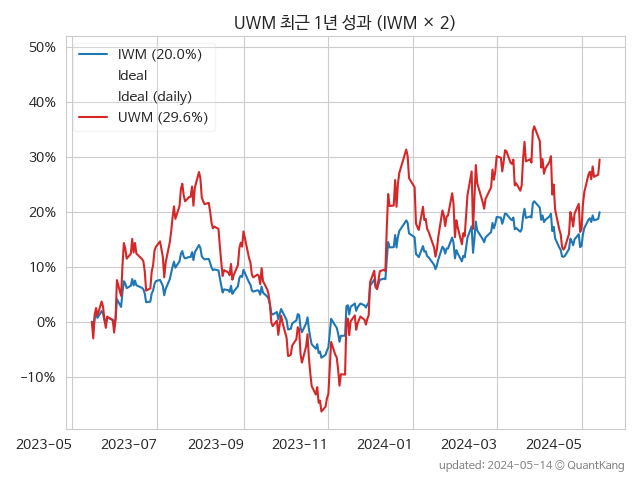 UWM 최근 1년 성과 (IWM × 2)
50%
40%
30%
20%
10%
0%
−10%
IWM (20.0%)
Ideal
Ideal (daily)
UWM (29.6%)
2023-05 2023-07 2023-09 2023-11 2024-01 2024-03 2024-05
updated: 2024-05-14 © QuantKang